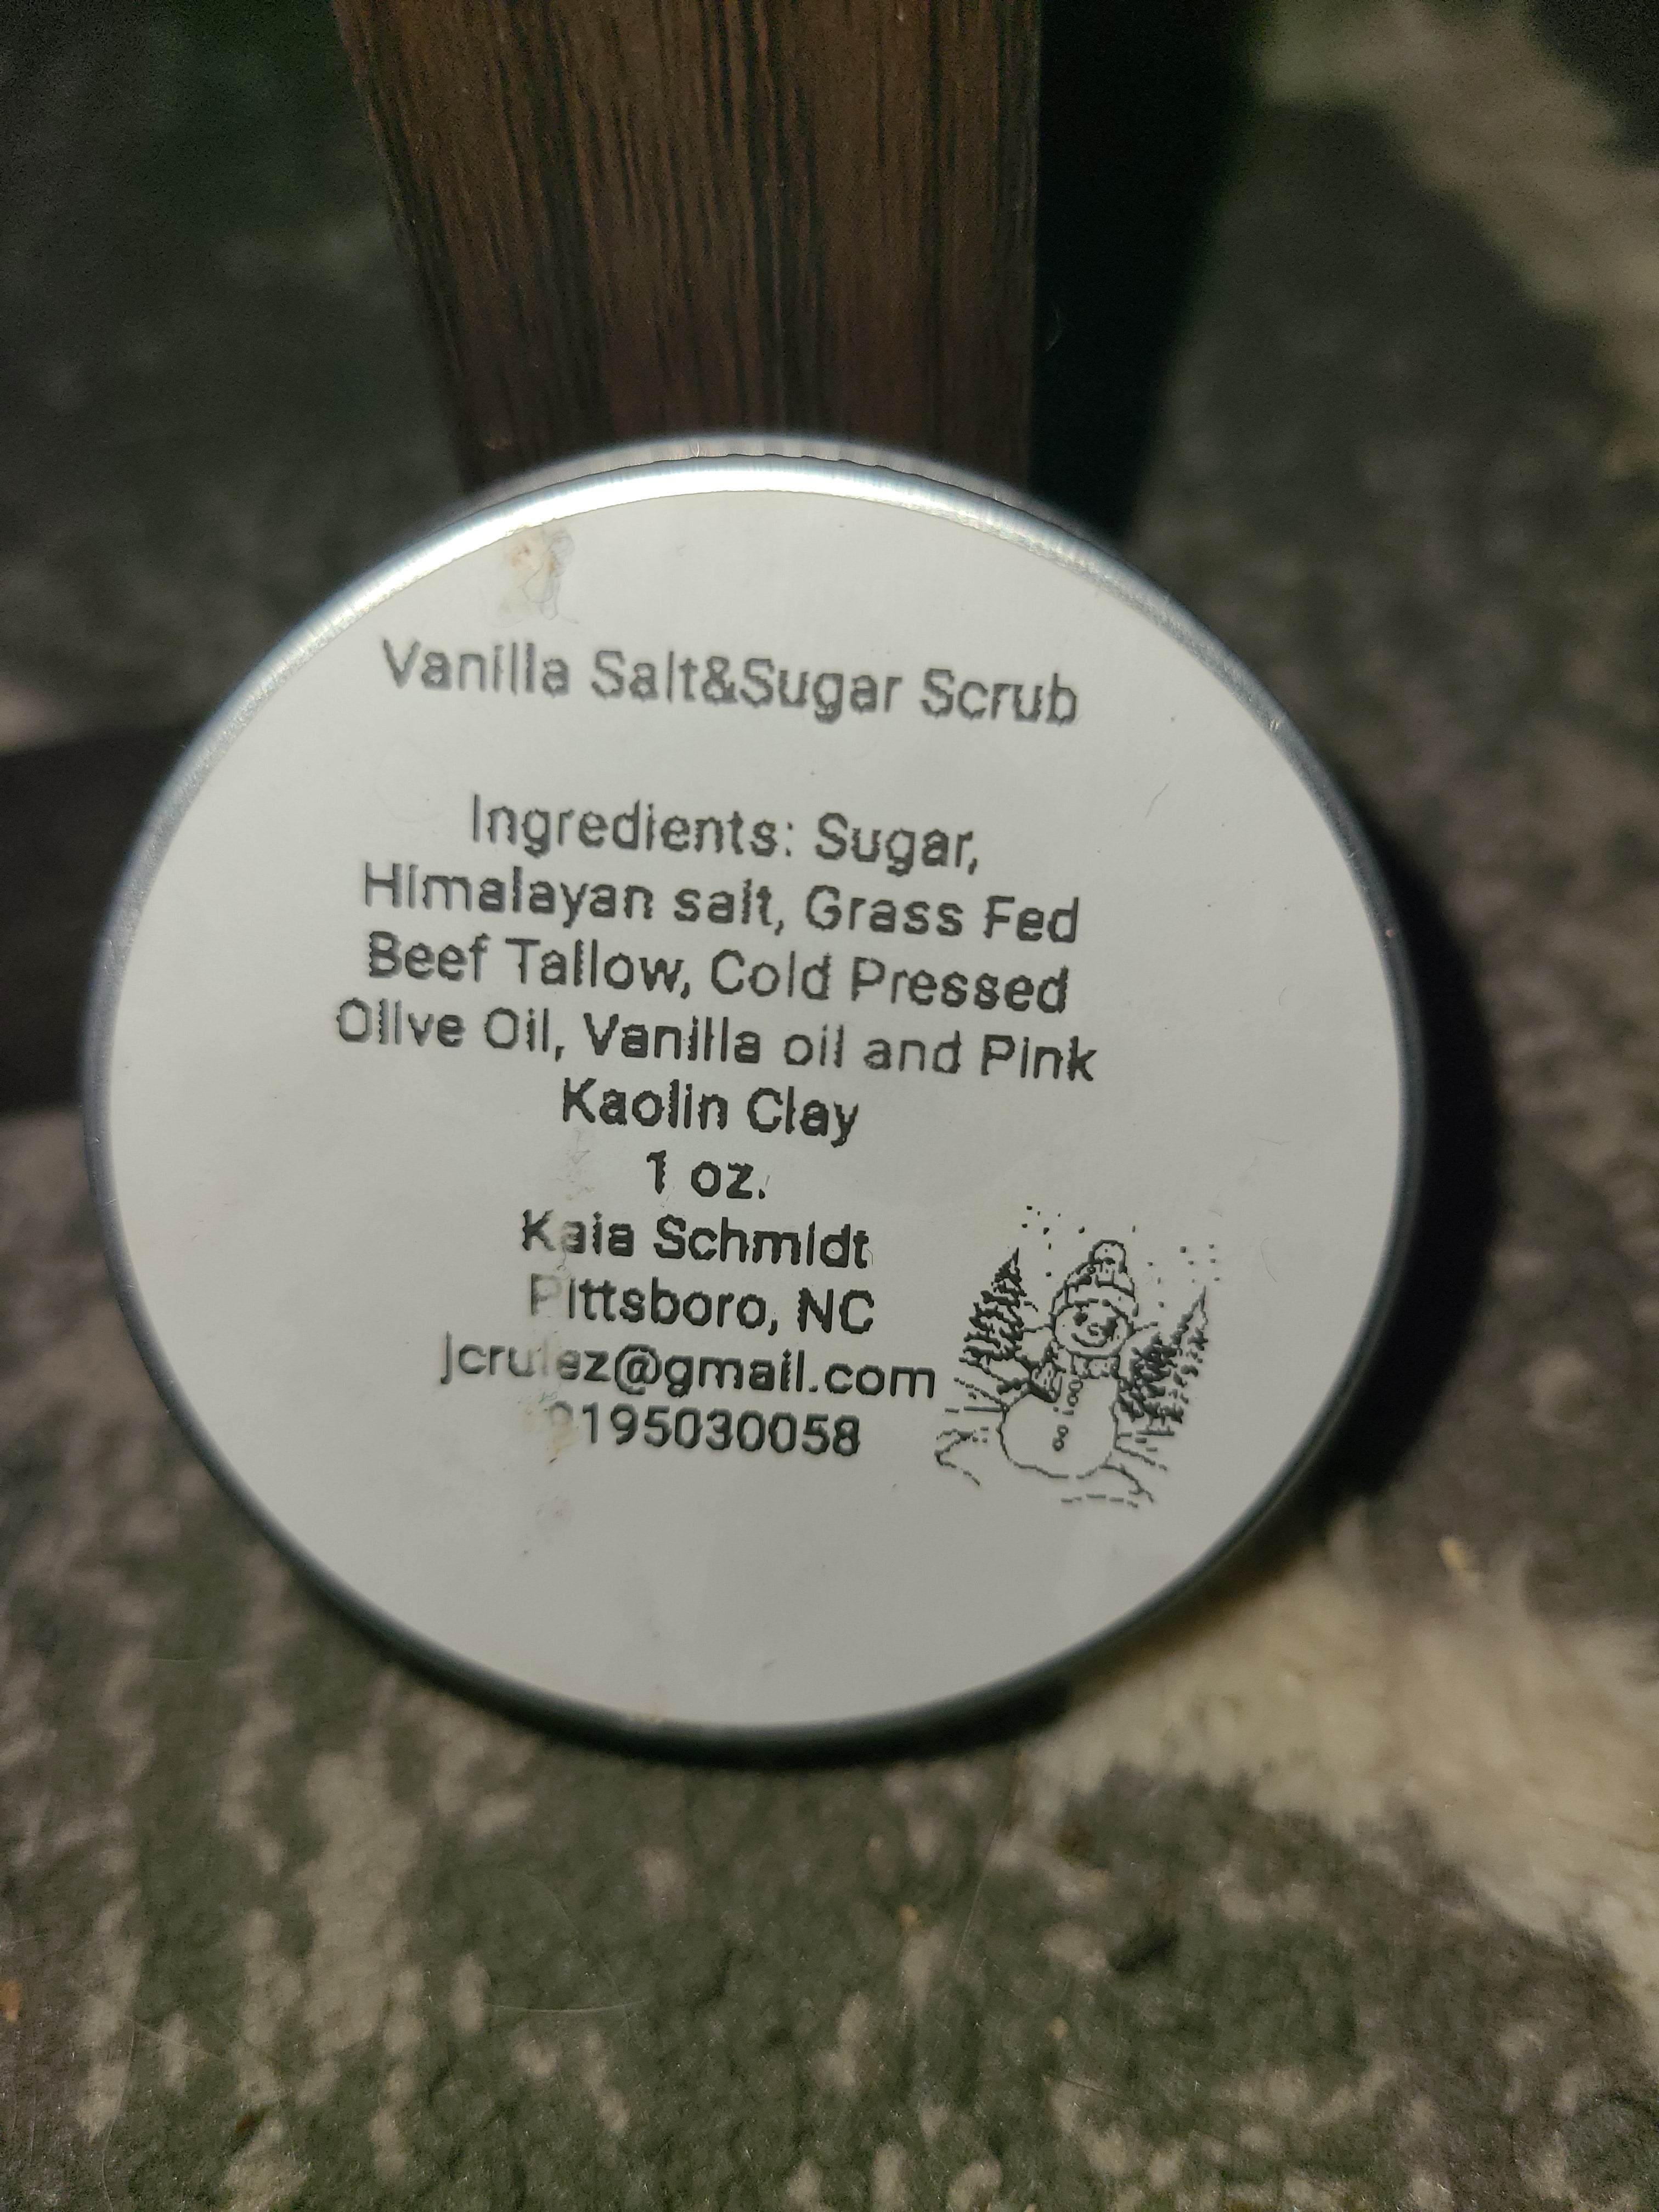 Vanilla Salt&Sugar Scrub
Ingredients: Sugar,
Himalayan salt, Grass Fed
Beef Tallow, Cold Pressed
Olive Oil, Vanilla oil and Pink
Kaolin Clay
1 oz.
Kaia Schmidt
Pittsboro, NC
jcrulez@gmail.com
9195030058